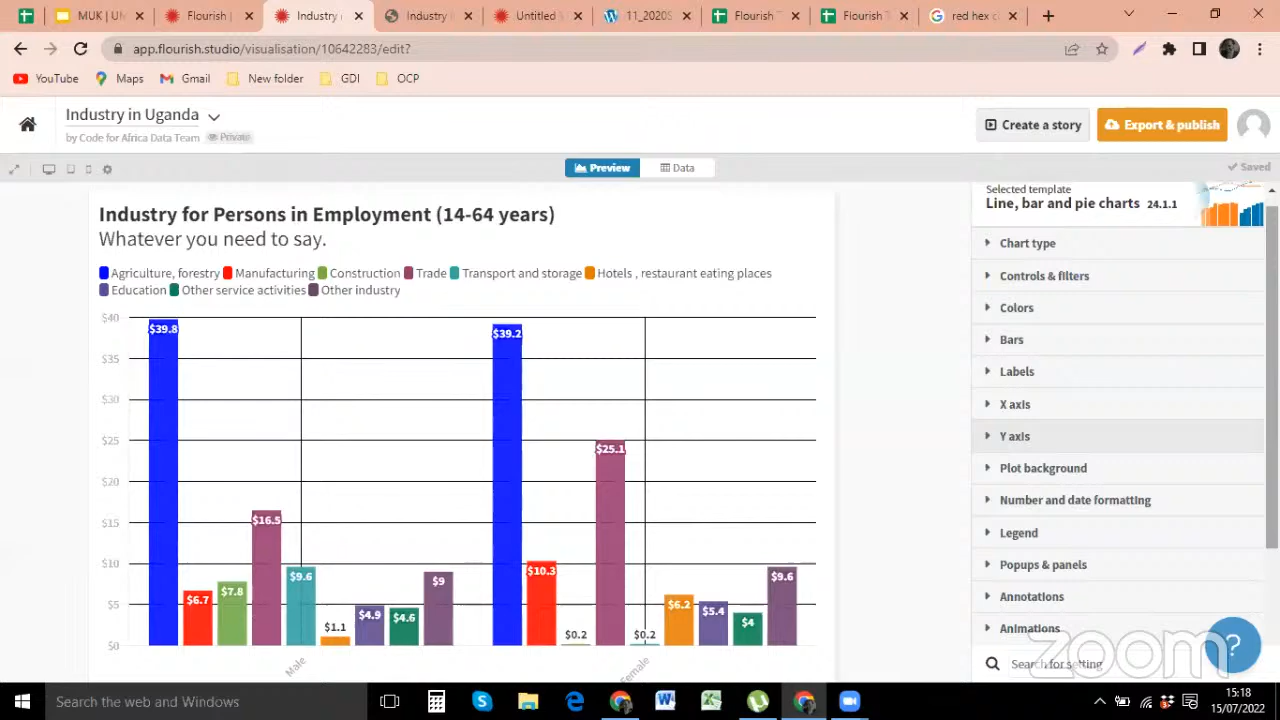 MUK | U
Flourish
Industry
Industry I
Untitled
11_2020S
Flourish
Flourish T
red hex c
app.flourish.studio/visualisation/10642283/edit?
YouTube Maps Gmail New folder GDI OCP
Industry in Uganda
by Code for Africa Data Team Private
Create a story Export & publish
Preview Data Saved
Selected template
Line, bar and pie charts 24.1.1
Chart type
Controls & filters
Colors
Bars
Labels
X axis
Y axis
Plot background
Number and date formatting
Legend
Popups & panels
Annotations
Animations
Search for setting
Industry for Persons in Employment (14-64 years)
Whatever you need to say.
Agriculture, forestry Manufacturing Construction Trade Transport and storage Hotels , restaurant eating places
Education Other service activities Other industry
$40
$35
$30
$25
$20
$15
$10
$5
$0
$39.8
$6.7
$7.8
$16.5
$9.6
$1.1
$4.9
$4.6
$9
$39.2
$10.3
$0.2
$25.1
$0.2
$6.2
$5.4
$4
$9.6
Male
Female
zoom
?
Search the web and Windows
15:18
15/07/2022